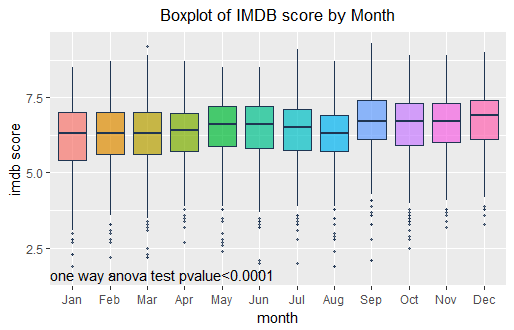 Boxplot of IMDB score by Month
imdb score
7.5
5.0
2.5
one way anova test pvalue<0.0001
Jan Feb Mar Apr May Jun Jul Aug Sep Oct Nov Dec
month